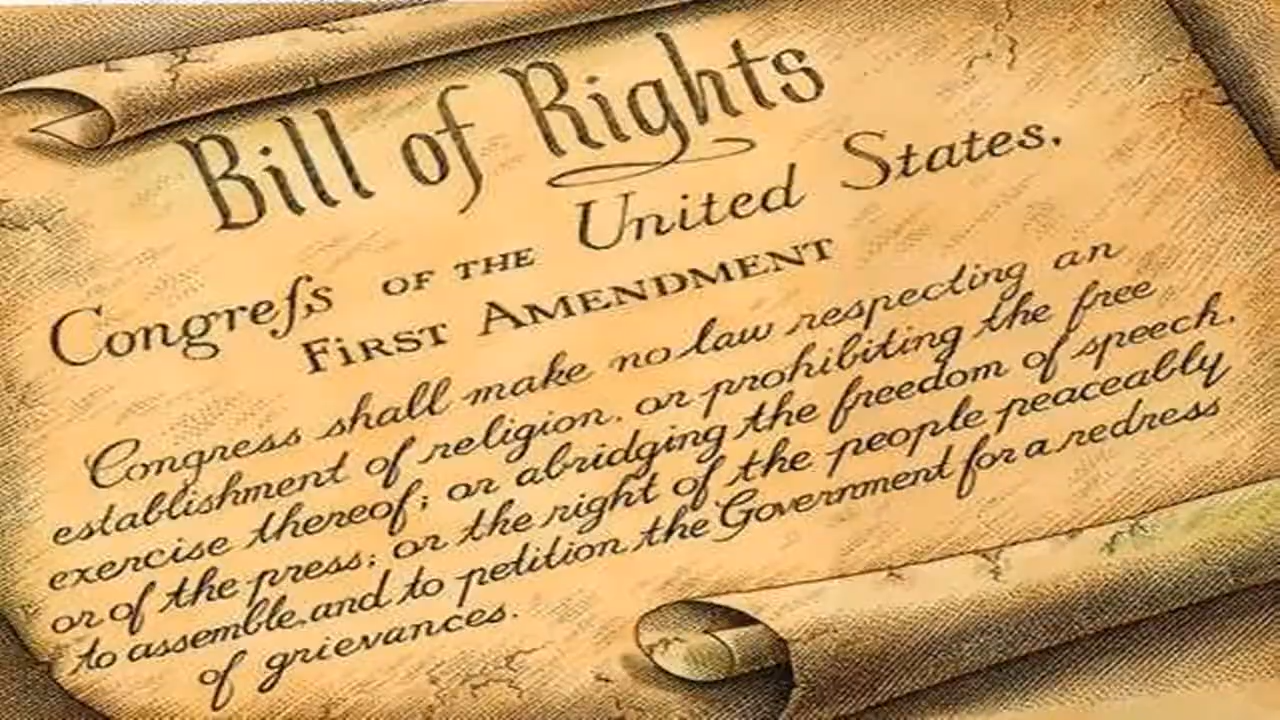 Bill of Rights
Congreſs OF THE United States,
FIRST AMENDMENT
Congress shall make no law respecting an
establishment of religion, or prohibiting the free
exercise thereof; or abridging the freedom of speech,
or of the press; or the right of the people peaceably
to assemble, and to petition the Government for a redress
of grievances.